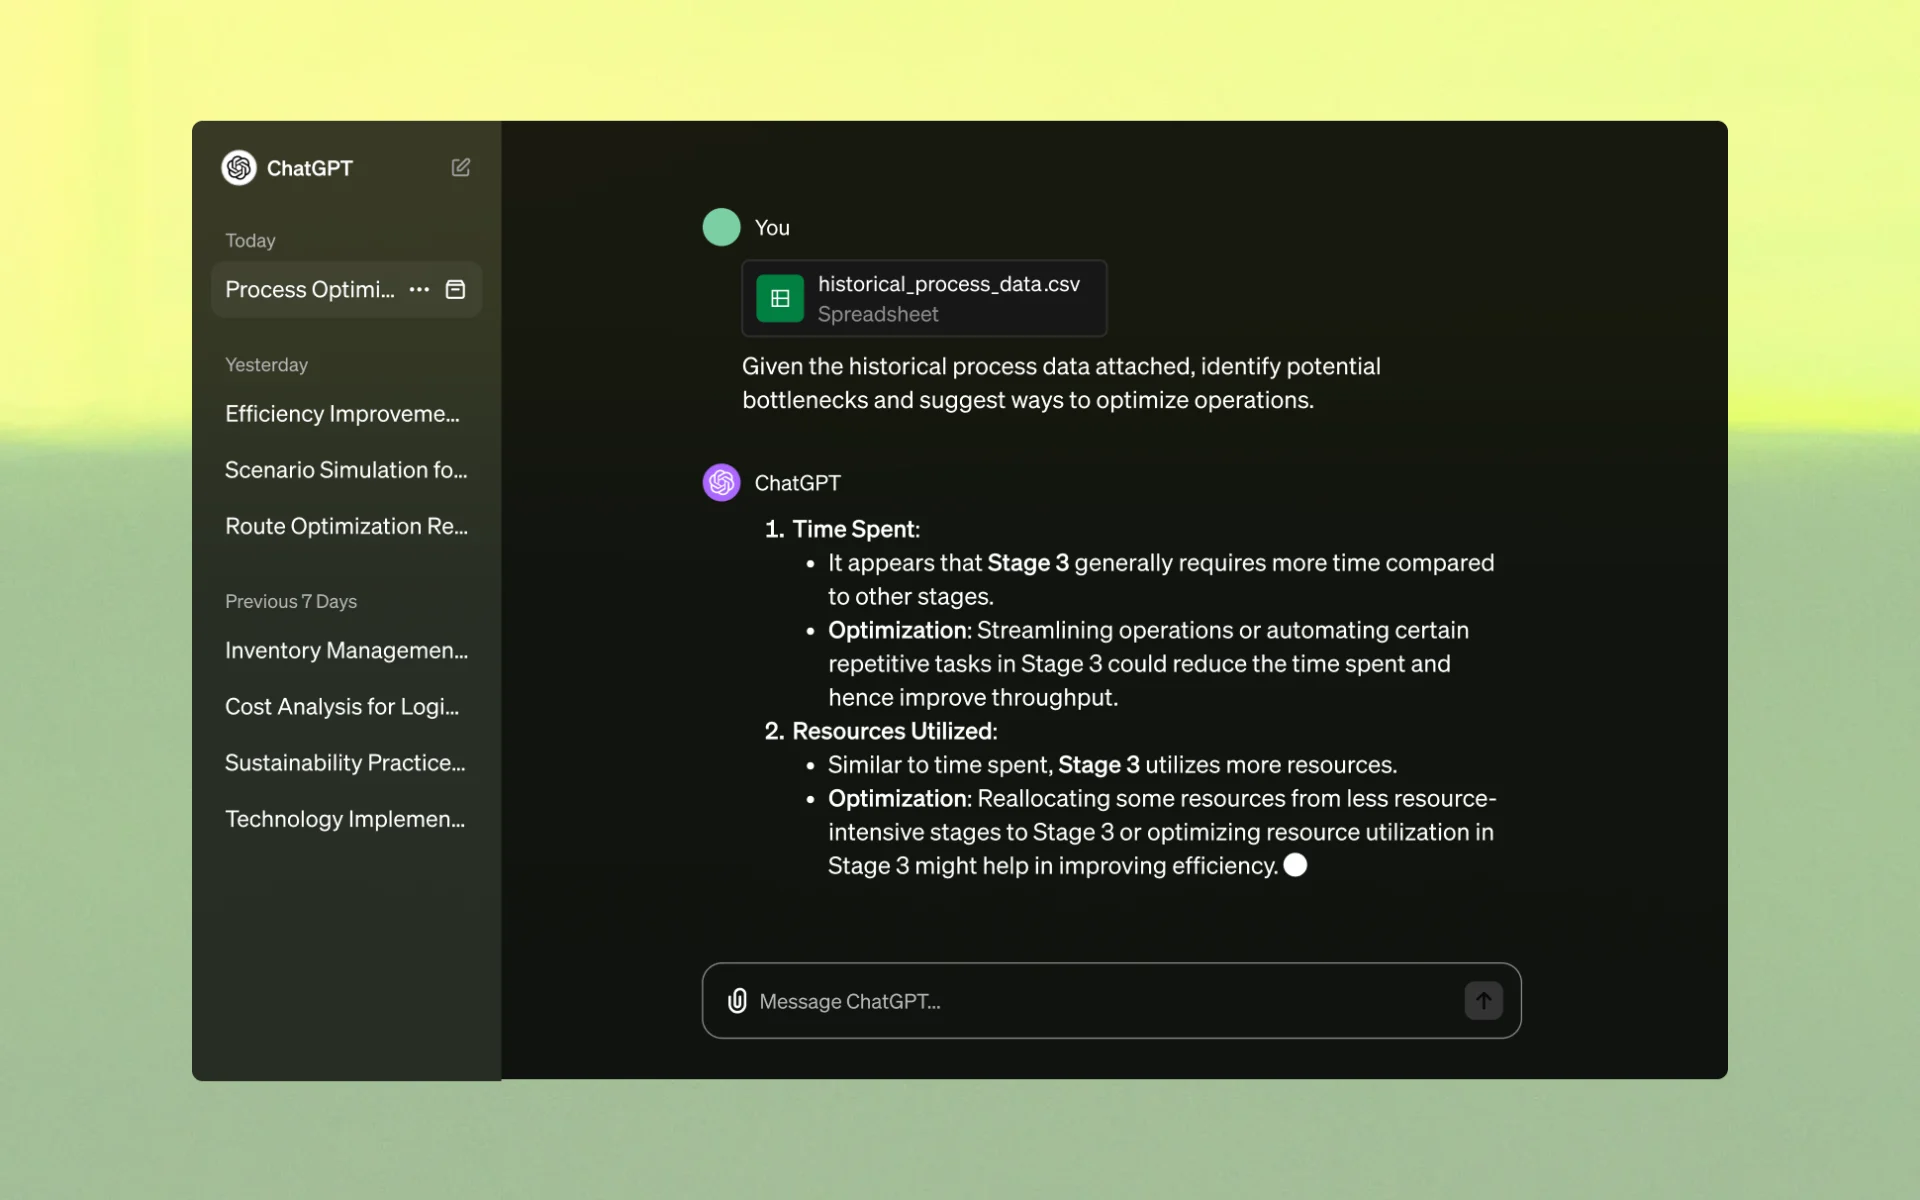 ChatGPT
Today
Process Optimi...
Yesterday
Efficiency Improveme...
Scenario Simulation fo...
Route Optimization Re...
Previous 7 Days
Inventory Managemen...
Cost Analysis for Logi...
Sustainability Practice...
Technology Implemen...
You
historical_process_data.csv
Spreadsheet
Given the historical process data attached, identify potential
bottlenecks and suggest ways to optimize operations.
ChatGPT
1. Time Spent:
• It appears that Stage 3 generally requires more time compared
to other stages.
• Optimization: Streamlining operations or automating certain
repetitive tasks in Stage 3 could reduce the time spent and
hence improve throughput.
2. Resources Utilized:
• Similar to time spent, Stage 3 utilizes more resources.
• Optimization: Reallocating some resources from less resource-
intensive stages to Stage 3 or optimizing resource utilization in
Stage 3 might help in improving efficiency.
Message ChatGPT...